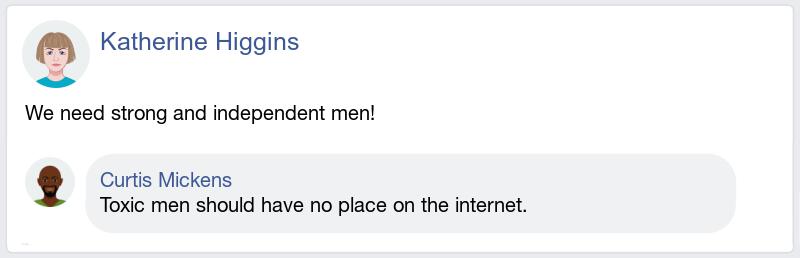 Katherine Higgins
We need strong and independent men!
Curtis Mickens
Toxic men should have no place on the internet.